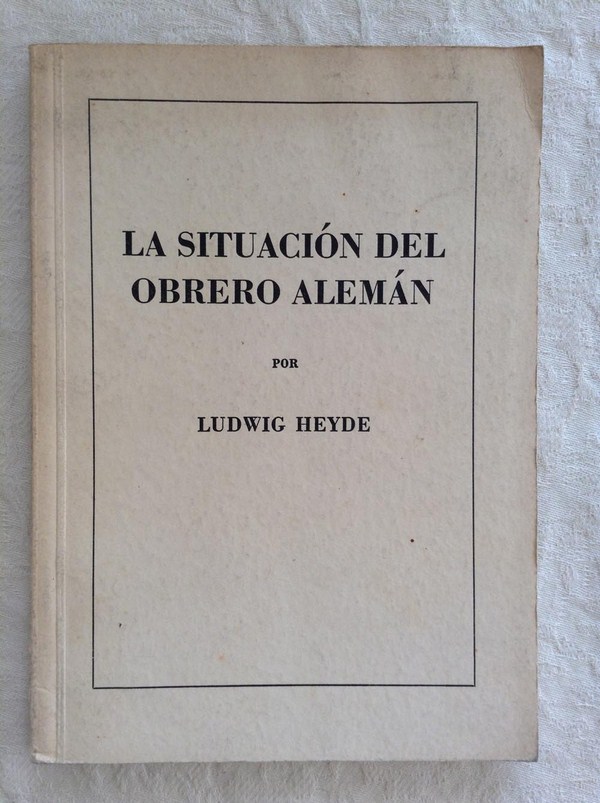 LA SITUACIÓN DEL
OBRERO ALEMÁN
POR
LUDWIG HEYDE